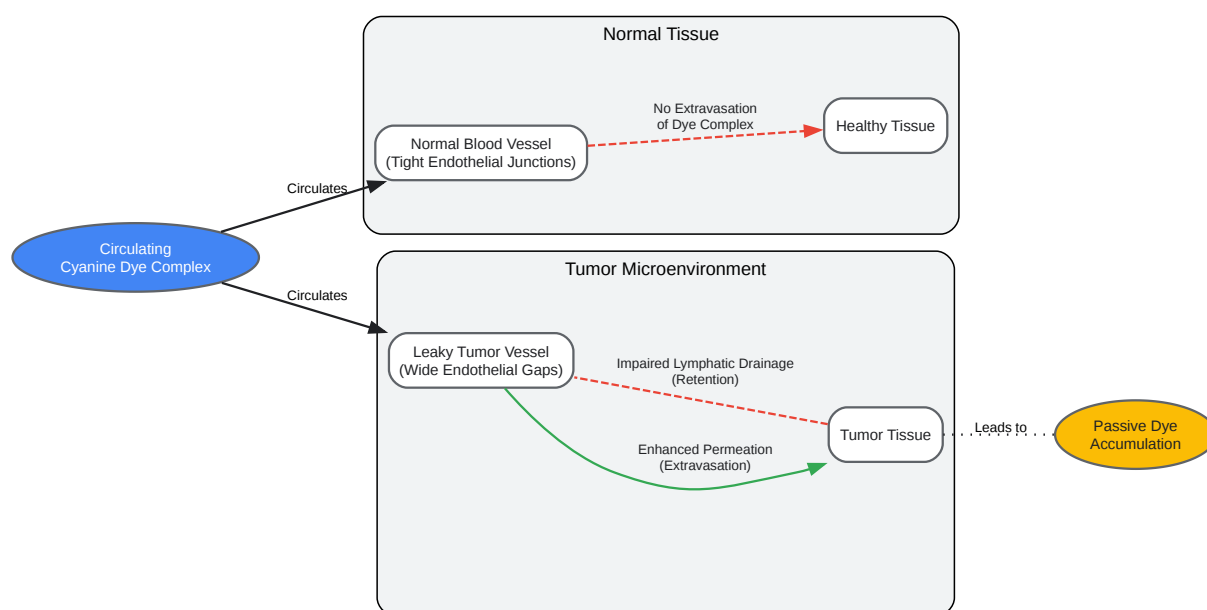 Normal Tissue
No Extravasation
of Dye Complex
Healthy Tissue
Normal Blood Vessel
(Tight Endothelial Junctions)
Circulates
Circulating
Cyanine Dye Complex
Circulates
Tumor Microenvironment
Leaky Tumor Vessel
(Wide Endothelial Gaps)
Impaired Lymphatic Drainage
(Retention)
Enhanced Permeation
(Extravasation)
Tumor Tissue
Leads to
Passive Dye
Accumulation